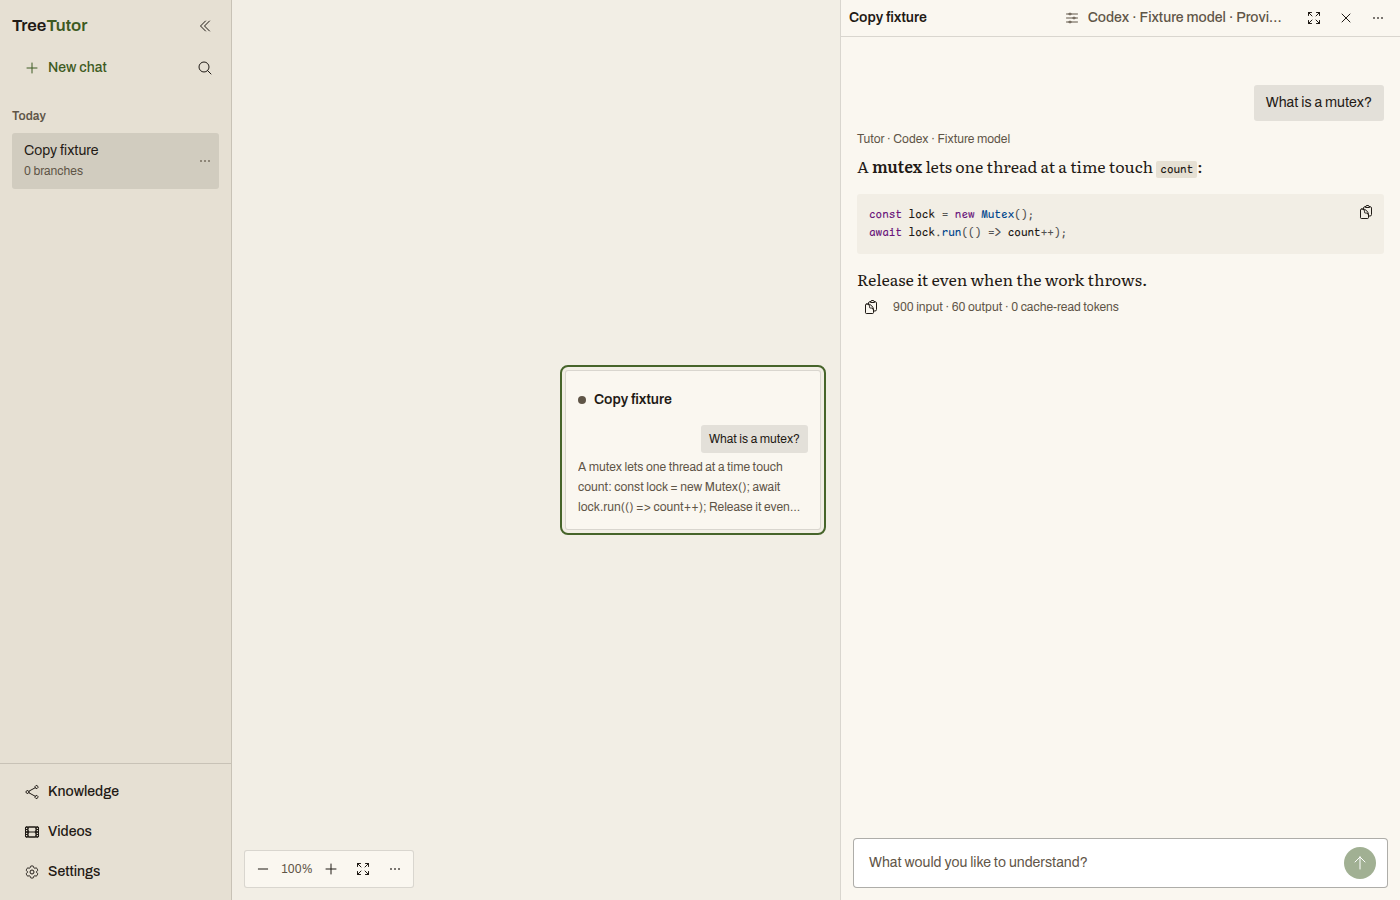 TreeTutor
New chat
Today
Copy fixture
0 branches
Knowledge
Videos
Settings
Copy fixture
What is a mutex?
A mutex lets one thread at a time touch
count: const lock = new Mutex(); await
lock.run(() => count++); Release it even...
100%
Copy fixture
Codex · Fixture model · Provi...
What is a mutex?
Tutor · Codex · Fixture model
A mutex lets one thread at a time touch count:
const lock = new Mutex();
await lock.run(() => count++);
Release it even when the work throws.
900 input · 60 output · 0 cache-read tokens
What would you like to understand?